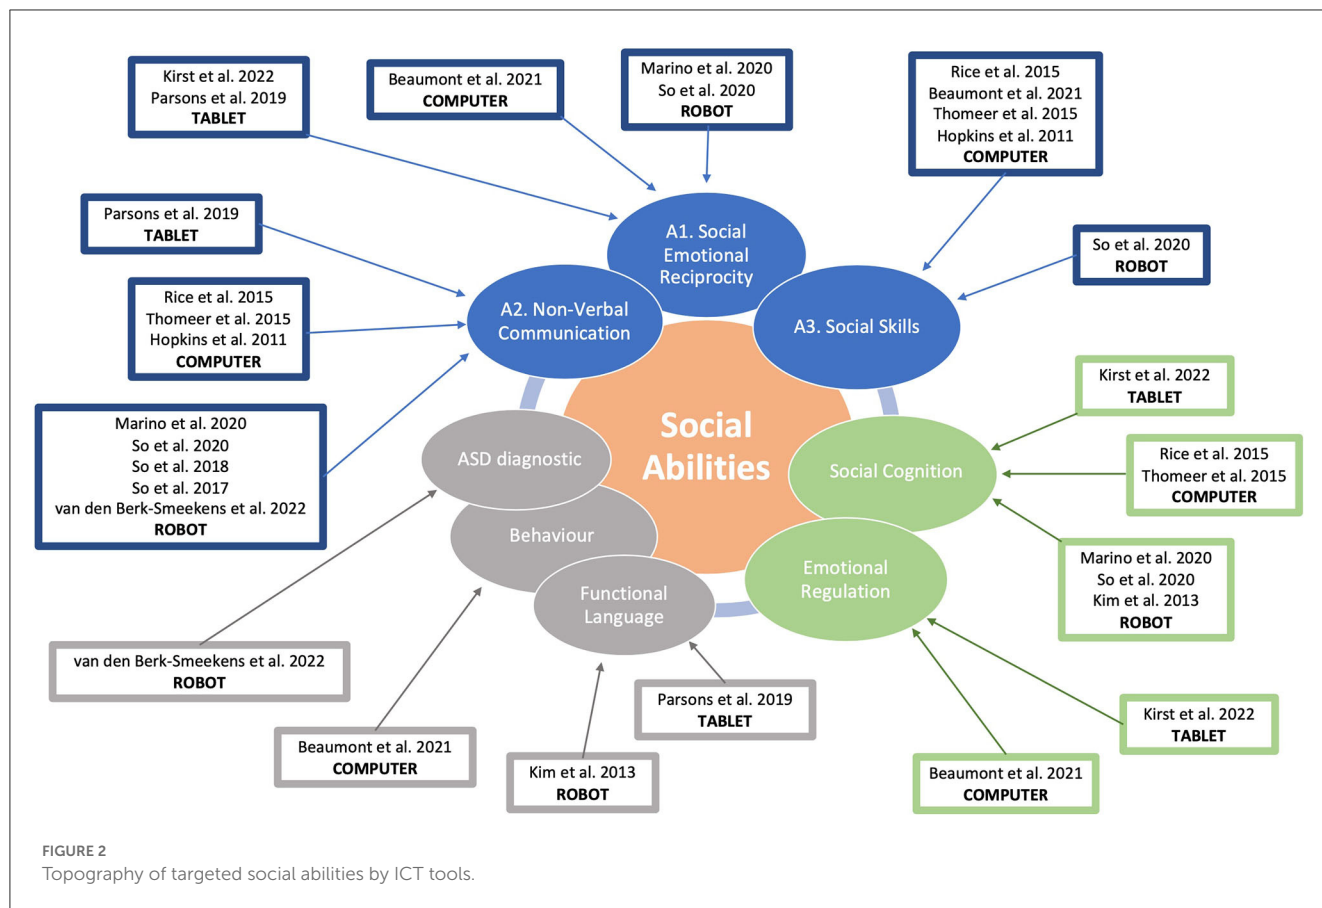 Kirst et al. 2022
Parsons et al. 2019
TABLET
Beaumont et al. 2021
COMPUTER
Marino et al. 2020
So et al. 2020
ROBOT
Rice et al. 2015
Beaumont et al. 2021
Thomeer et al. 2015
Hopkins et al. 2011
COMPUTER
Parsons et al. 2019
TABLET
A1. Social
Emotional
Reciprocity
So et al. 2020
ROBOT
Rice et al. 2015
Thomeer et al. 2015
Hopkins et al. 2011
COMPUTER
A2. Non-Verbal
Communication
A3. Social Skills
Kirst et al. 2022
TABLET
Marino et al. 2020
So et al. 2020
So et al. 2018
So et al. 2017
van den Berk-Smeekens et al. 2022
ROBOT
ASD diagnostic
Social
Abilities
Social Cognition
Rice et al. 2015
Thomeer et al. 2015
COMPUTER
Behaviour
Functional
Language
Emotional
Regulation
Marino et al. 2020
So et al. 2020
Kim et al. 2013
ROBOT
van den Berk-Smeekens et al. 2022
ROBOT
Parsons et al. 2019
TABLET
Kirst et al. 2022
TABLET
Beaumont et al. 2021
COMPUTER
Kim et al. 2013
ROBOT
Beaumont et al. 2021
COMPUTER
FIGURE 2
Topography of targeted social abilities by ICT tools.